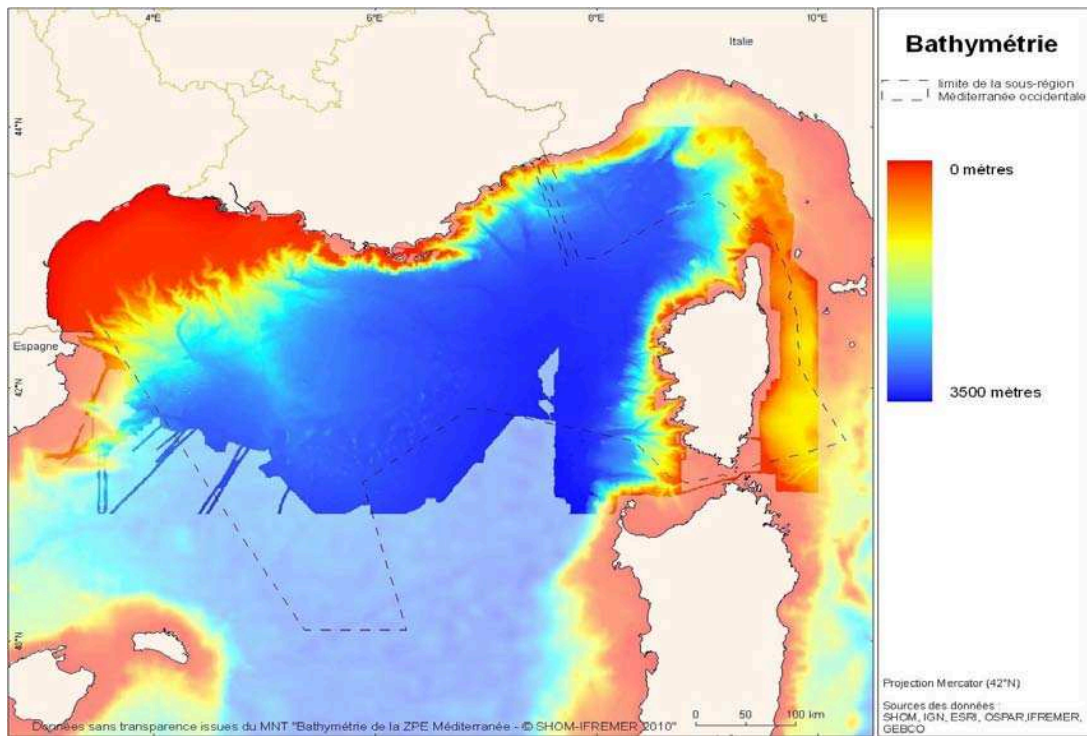 4°E
6°E
8°E
10°E
44°N
42°N
40°N
Italie
Espagne
Données sans transparence issues du MNT "Bathymétrie de la ZPE Méditerranée - © SHOM-IFREMER 2010"
0 50 100 km
Bathymétrie
limite de la sous-région
Méditerranée occidentale
0 mètres
3500 mètres
Projection Mercator (42°N)
Sources des données :
SHOM, IGN, ESRI, OSPAR,IFREMER,
GEBCO